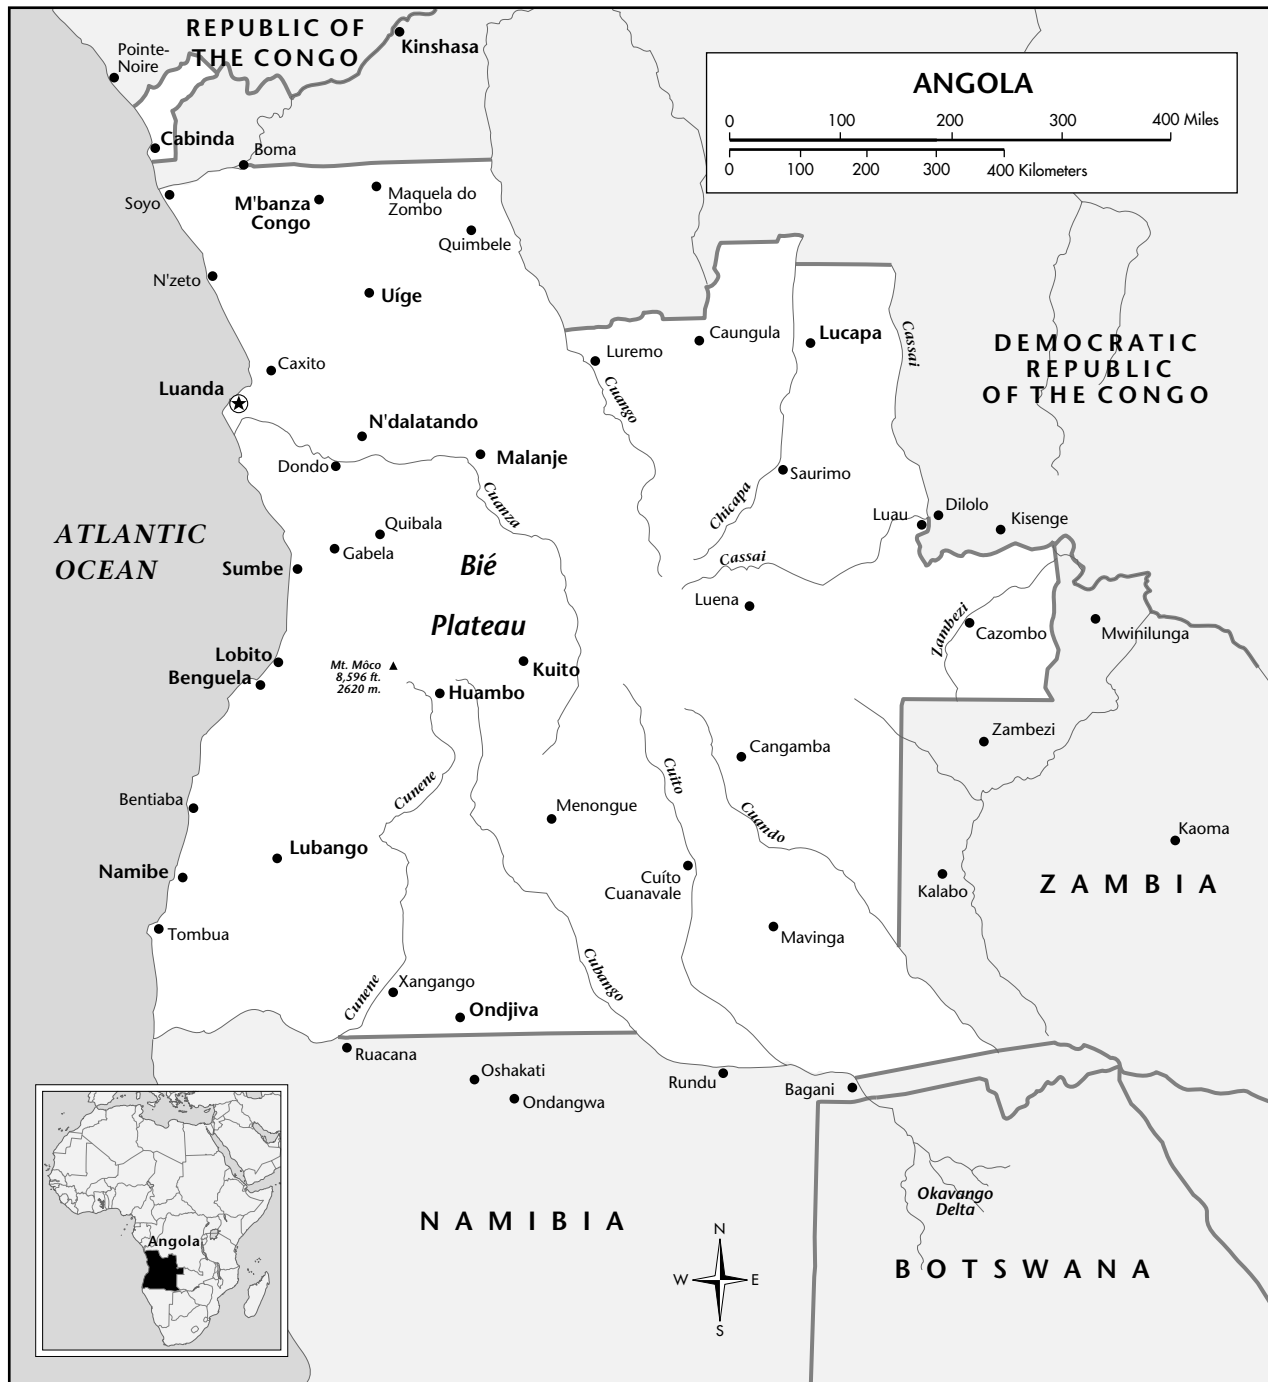 REPUBLIC OF
THE CONGO
Kinshasa
Pointe-
Noire
Cabinda
Boma
ANGOLA
0 100 200 300 400 Miles
0 100 200 300 400 Kilometers
Soyo
M'banza
Congo
Maquela do
Zombo
Quimbele
N'zeto
Uíge
Caxito
Luanda
Luremo
Caungula
Lucapa
Cassai
Cuango
DEMOCRATIC
REPUBLIC
OF THE CONGO
N'dalatando
Malanje
Dondo
Cuanza
Saurimo
Chicapa
Luau
Dilolo
Kisenge
ATLANTIC
OCEAN
Quibala
Gabela
Sumbe
Bié
Plateau
Cassai
Luena
Zambezi
Cazombo
Mwinilunga
Lobito
Benguela
Mt. Môco
8,596 ft.
2620 m.
Kuito
Huambo
Zambezi
Cangamba
Cuito
Cuando
Cunene
Bentiaba
Menongue
Kaoma
Lubango
Namibe
Cuíto
Cuanavale
Kalabo
ZAMBIA
Tombua
Mavinga
Xangango
Cunene
Cubango
Ondjiva
Ruacana
Oshakati
Ondangwa
Rundu
Bagani
Okavango
Delta
NAMIBIA
BOTSWANA
N
W E
S
Angola